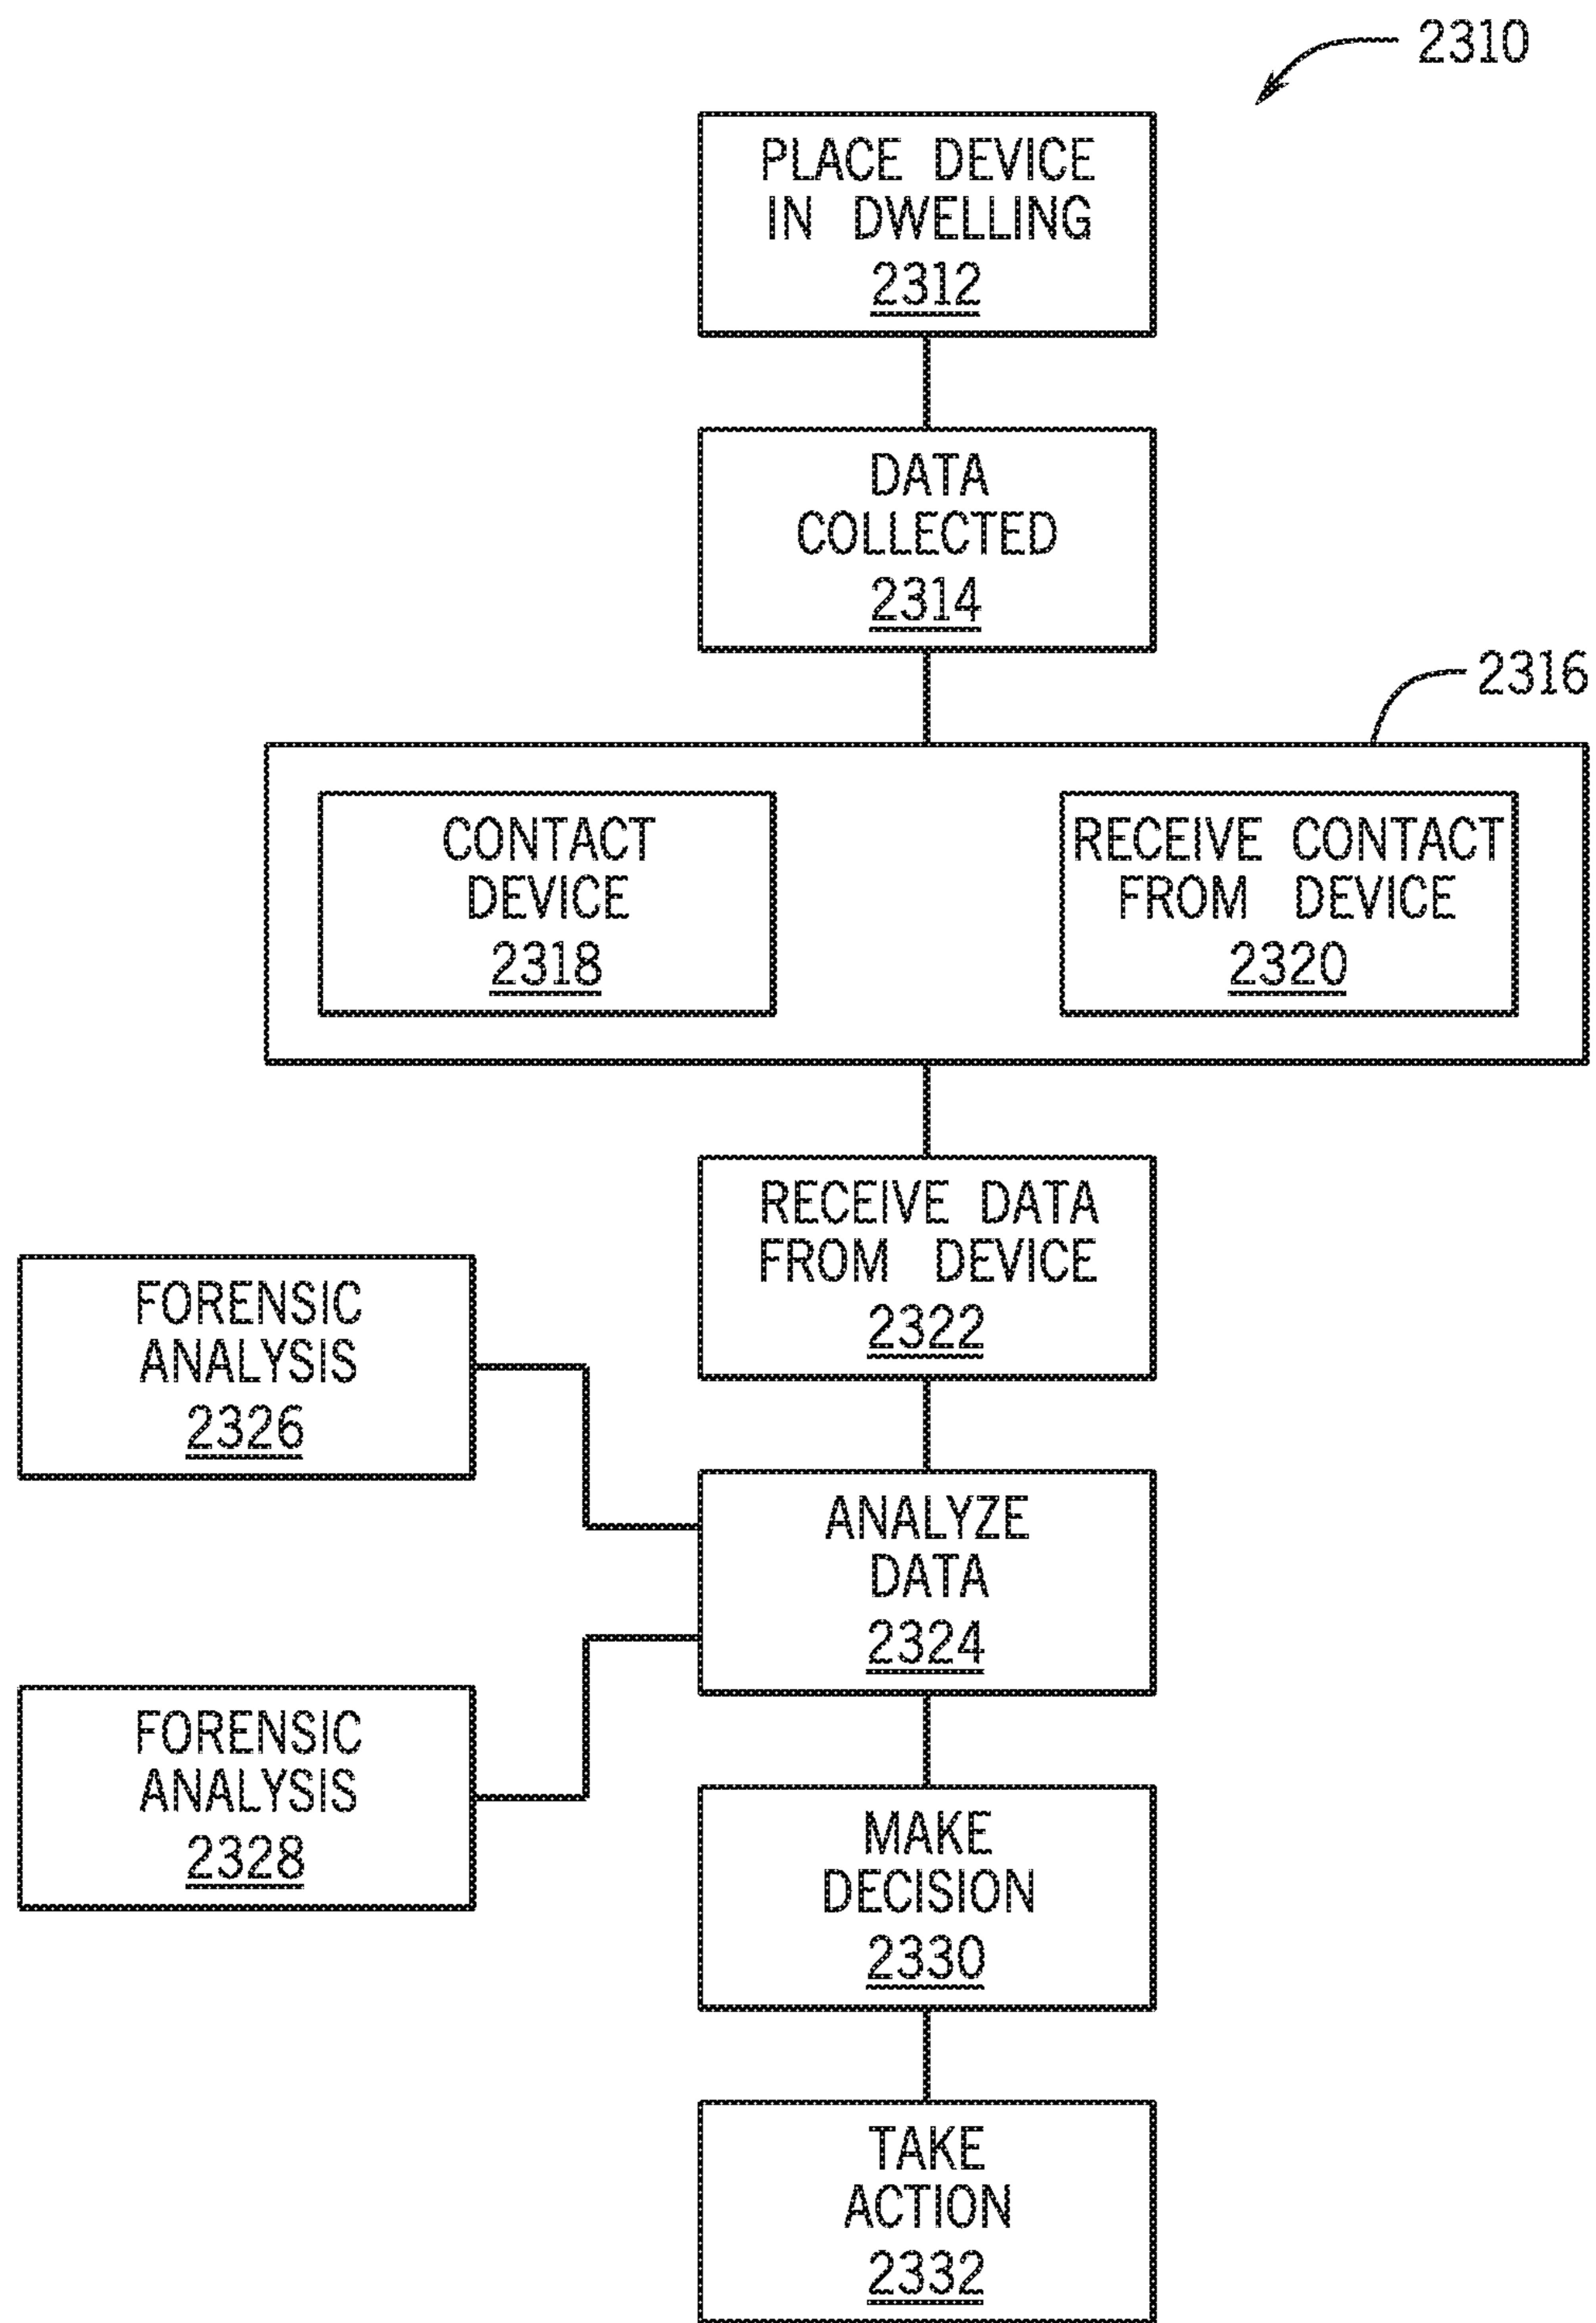 2310
PLACE DEVICE
IN DWELLING
2312
DATA
COLLECTED
2314
2316
CONTACT
DEVICE
2318
RECEIVE CONTACT
FROM DEVICE
2320
RECEIVE DATA
FROM DEVICE
2322
FORENSIC
ANALYSIS
2326
ANALYZE
DATA
2324
FORENSIC
ANALYSIS
2328
MAKE
DECISION
2330
TAKE
ACTION
2332